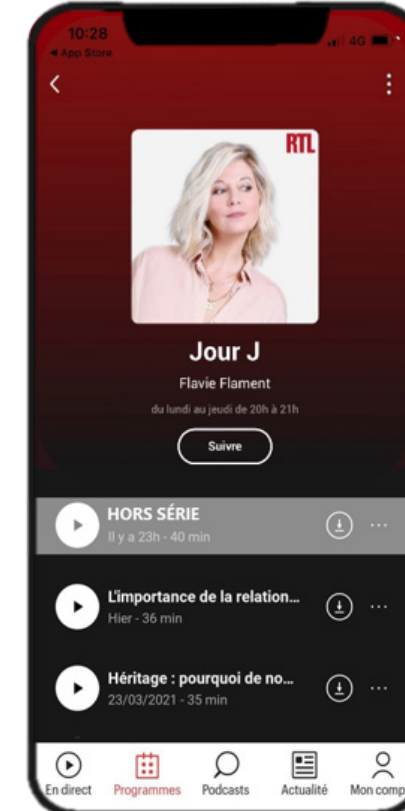 10:28
4G
App Store
RTL
Jour J
Flavie Flament
du lundi au jeudi de 20h à 21h
Suivre
HORS SÉRIE
Il y a 23h - 40 min
L'importance de la relation...
Hier - 36 min
Héritage : pourquoi de no...
23/03/2021 - 35 min
En direct
Programmes
Podcasts
Actualité
Mon comp